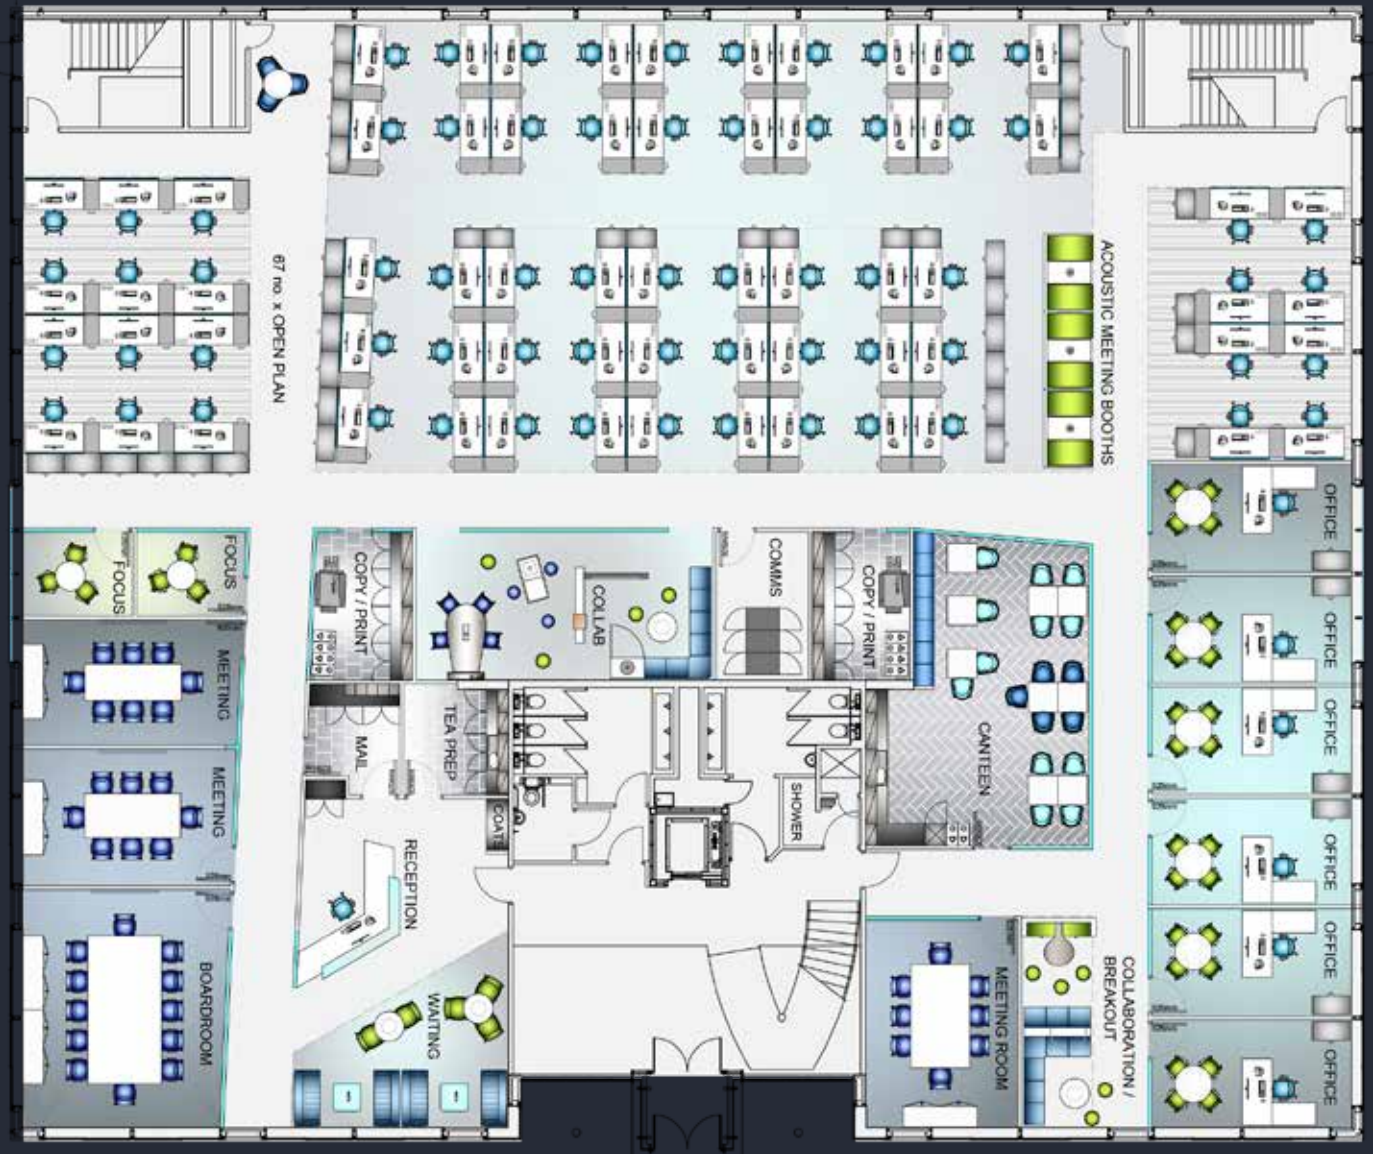 67 no. x OPEN PLAN
ACOUSTIC MEETING BOOTHS
OFFICE
FOCUS
FOCUS
COPY / PRINT
COLLAB
COMMS
COPY / PRINT
OFFICE
MEETING
MAIL
TEA PREP
CANTEEN
OFFICE
MEETING
COATS
SHOWER
OFFICE
RECEPTION
OFFICE
BOARDROOM
WAITING
MEETING ROOM
COLLABORATION /
BREAKOUT
OFFICE